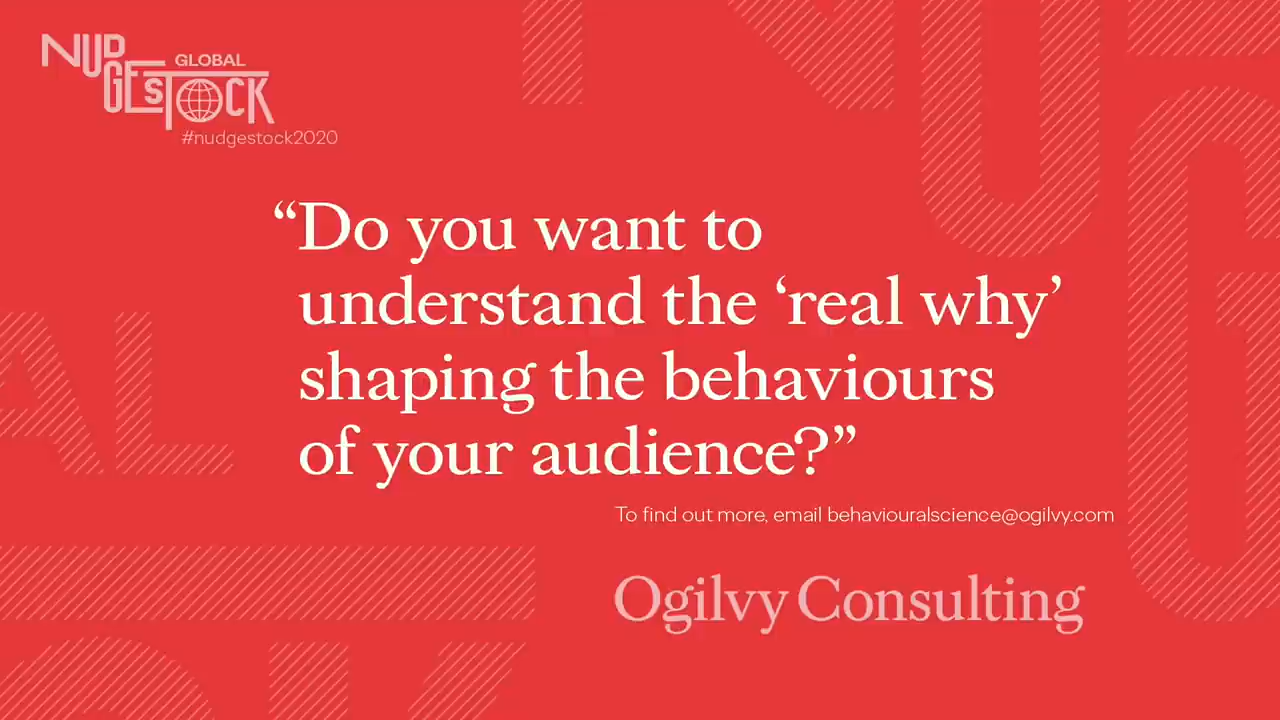 NUDGESTOCK
GLOBAL
#nudgestock2020
“Do you want to
understand the ‘real why’
shaping the behaviours
of your audience?”
To find out more, email behaviouralscience@ogilvy.com
Ogilvy Consulting